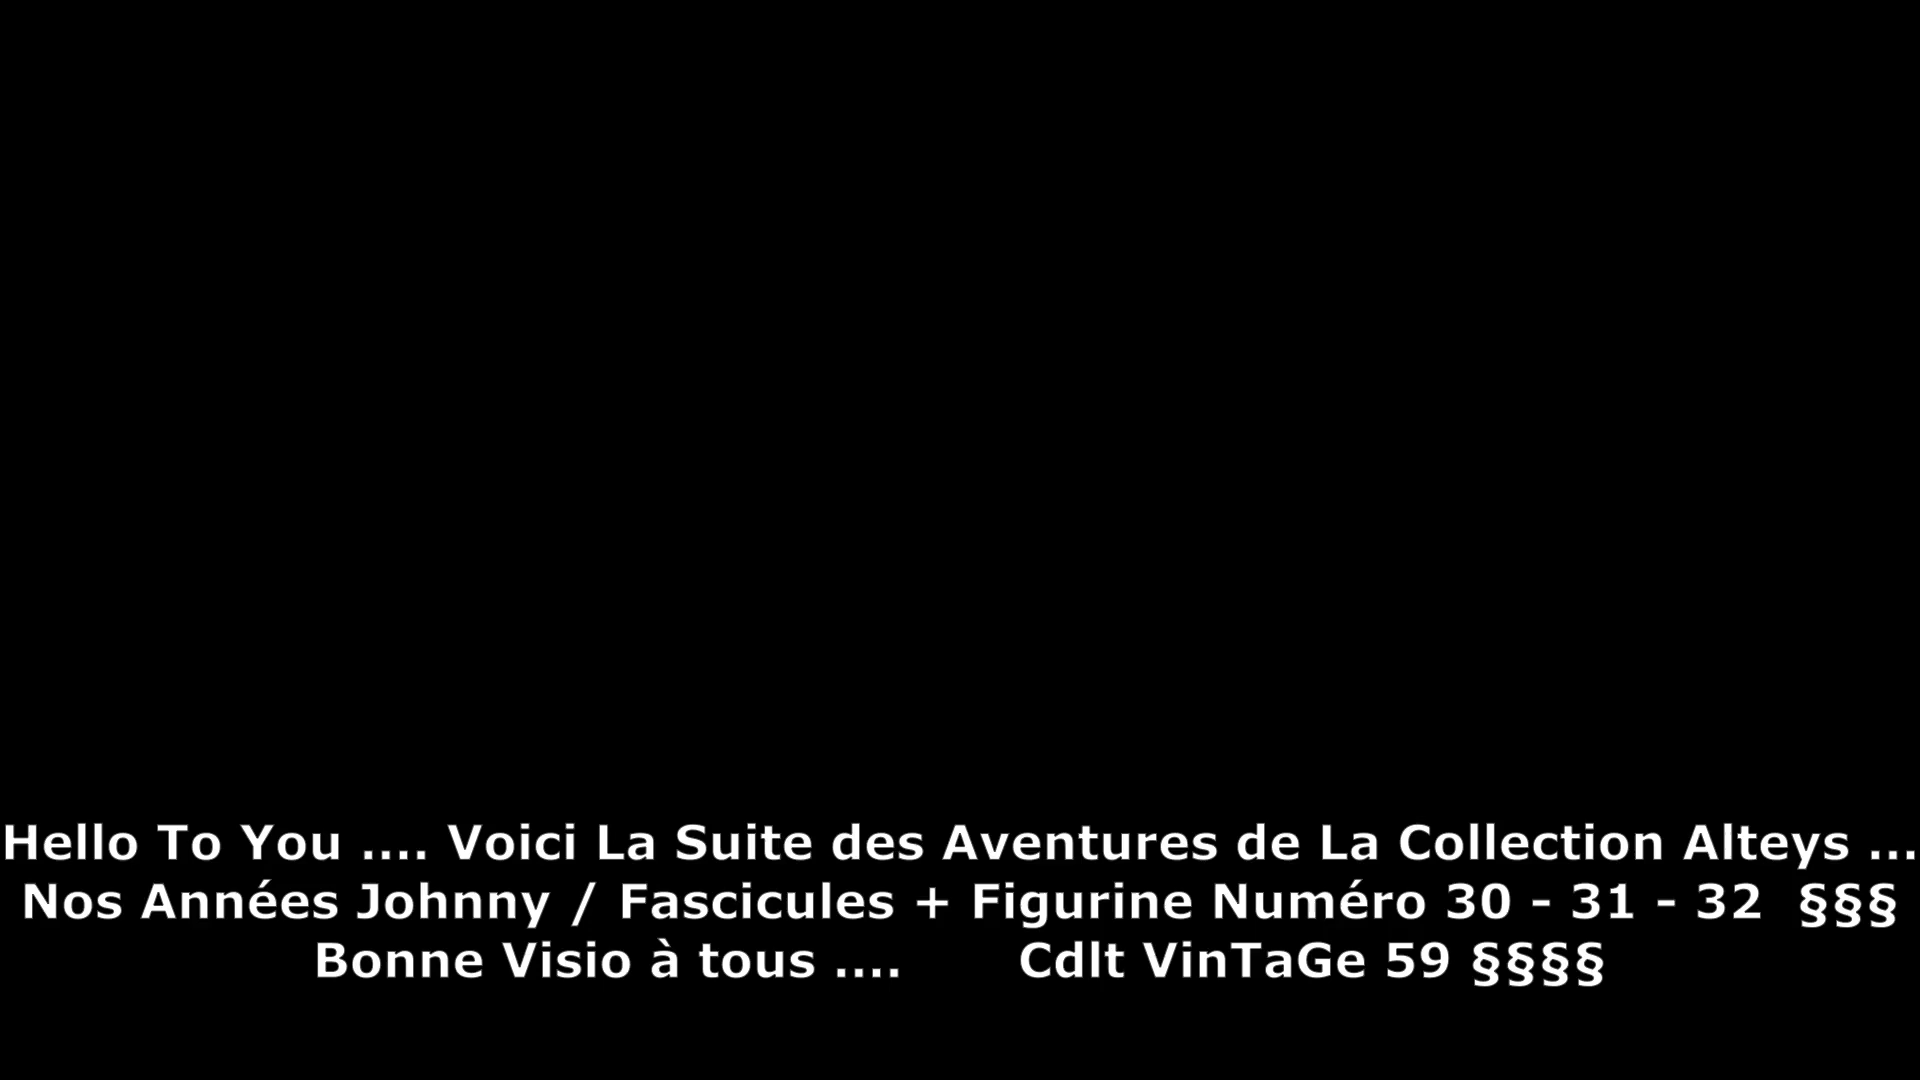 Hello To You .... Voici La Suite des Aventures de La Collection Alteys ...
Nos Années Johnny / Fascicules + Figurine Numéro 30 - 31 - 32  §§§
Bonne Visio à tous ....      Cdlt VinTaGe 59 §§§§